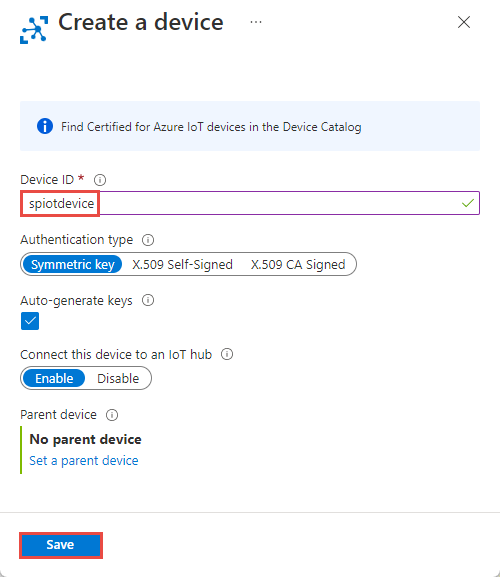 Create a device ...
Find Certified for Azure IoT devices in the Device Catalog
Device ID *
spiotdevice
Authentication type
Symmetric key X.509 Self-Signed X.509 CA Signed
Auto-generate keys
Connect this device to an IoT hub
Enable Disable
Parent device
No parent device
Set a parent device
Save